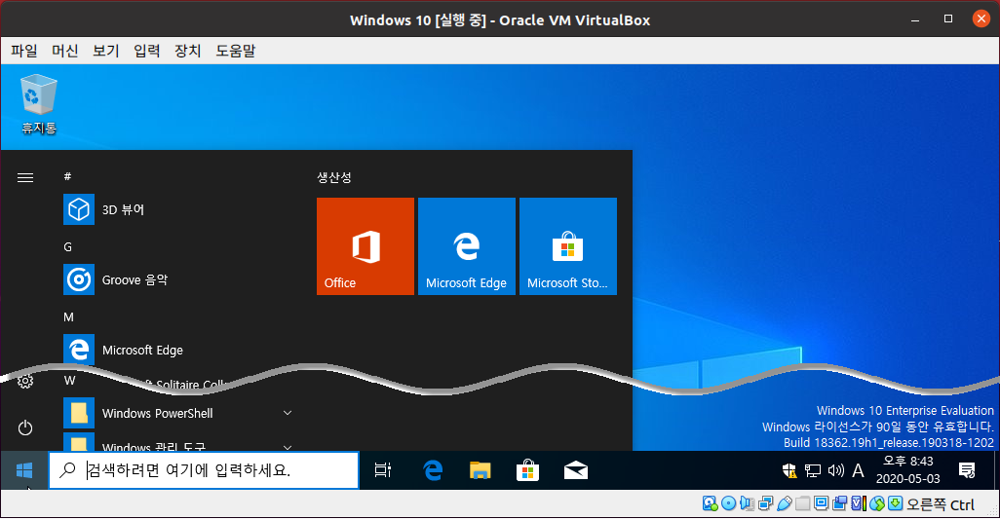 Windows 10 [실행 중] - Oracle VM VirtualBox
파일 머신 보기 입력 장치 도움말
휴지통
#
생산성
3D 뷰어
G
Groove 음악
Office
Microsoft Edge
Microsoft Sto...
M
Microsoft Edge
W
Solitaire Coll
Windows PowerShell
Windows 관리 도구
Windows 10 Enterprise Evaluation
Windows 라이선스가 90일 동안 유효합니다.
Build 18362.19h1_release.190318-1202
검색하려면 여기에 입력하세요.
A
오후 8:43
2020-05-03
오른쪽 Ctrl